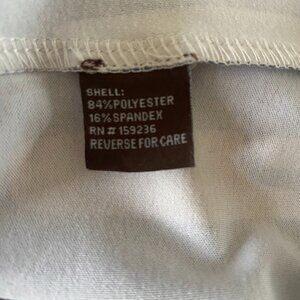 SHELL:
84%POLYESTER
16%SPANDEX
RN# 159236
REVERSE FOR CARE